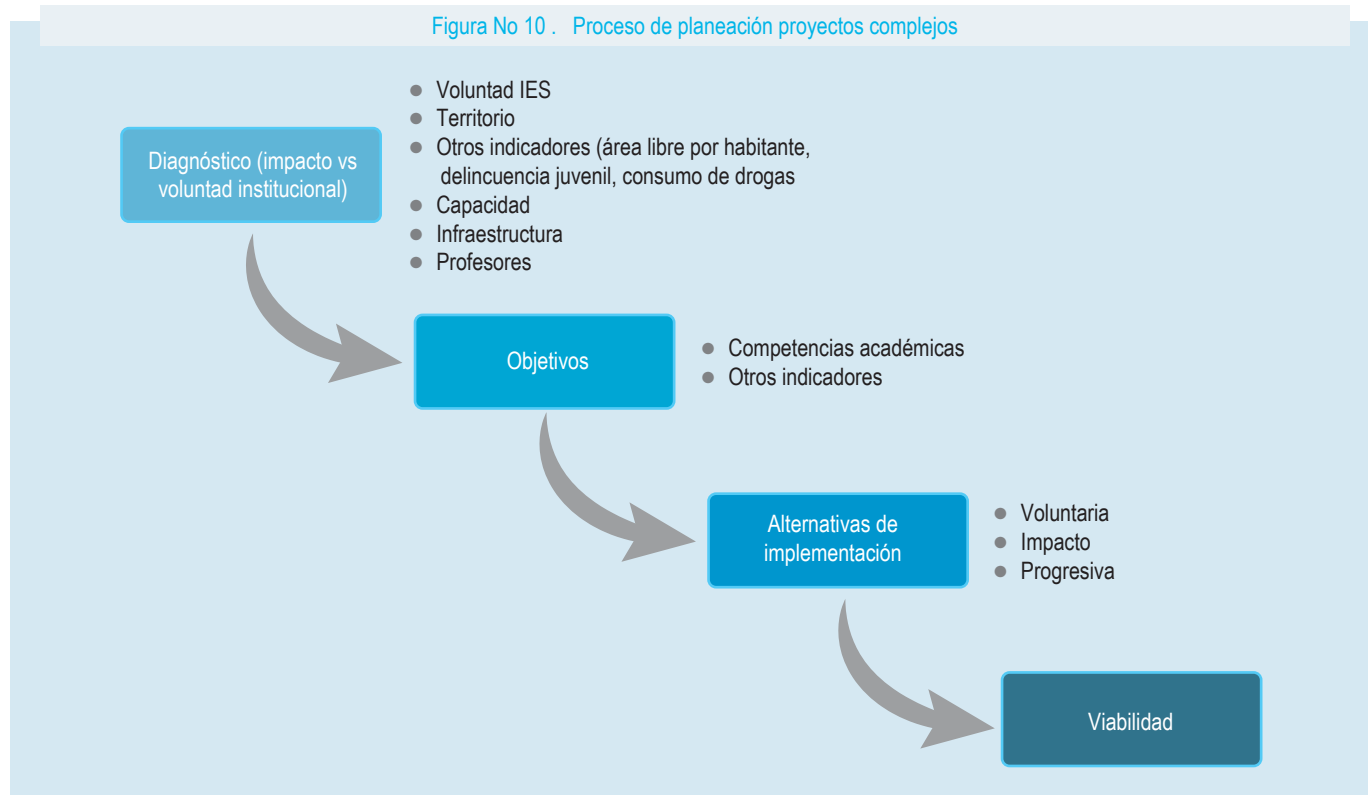 Figura No 10 . Proceso de planeación proyectos complejos
Diagnóstico (impacto vs
voluntad institucional)
● Voluntad IES
● Territorio
● Otros indicadores (área libre por habitante,
delincuencia juvenil, consumo de drogas
● Capacidad
● Infraestructura
● Profesores
Objetivos
● Competencias académicas
● Otros indicadores
Alternativas de
implementación
● Voluntaria
● Impacto
● Progresiva
Viabilidad